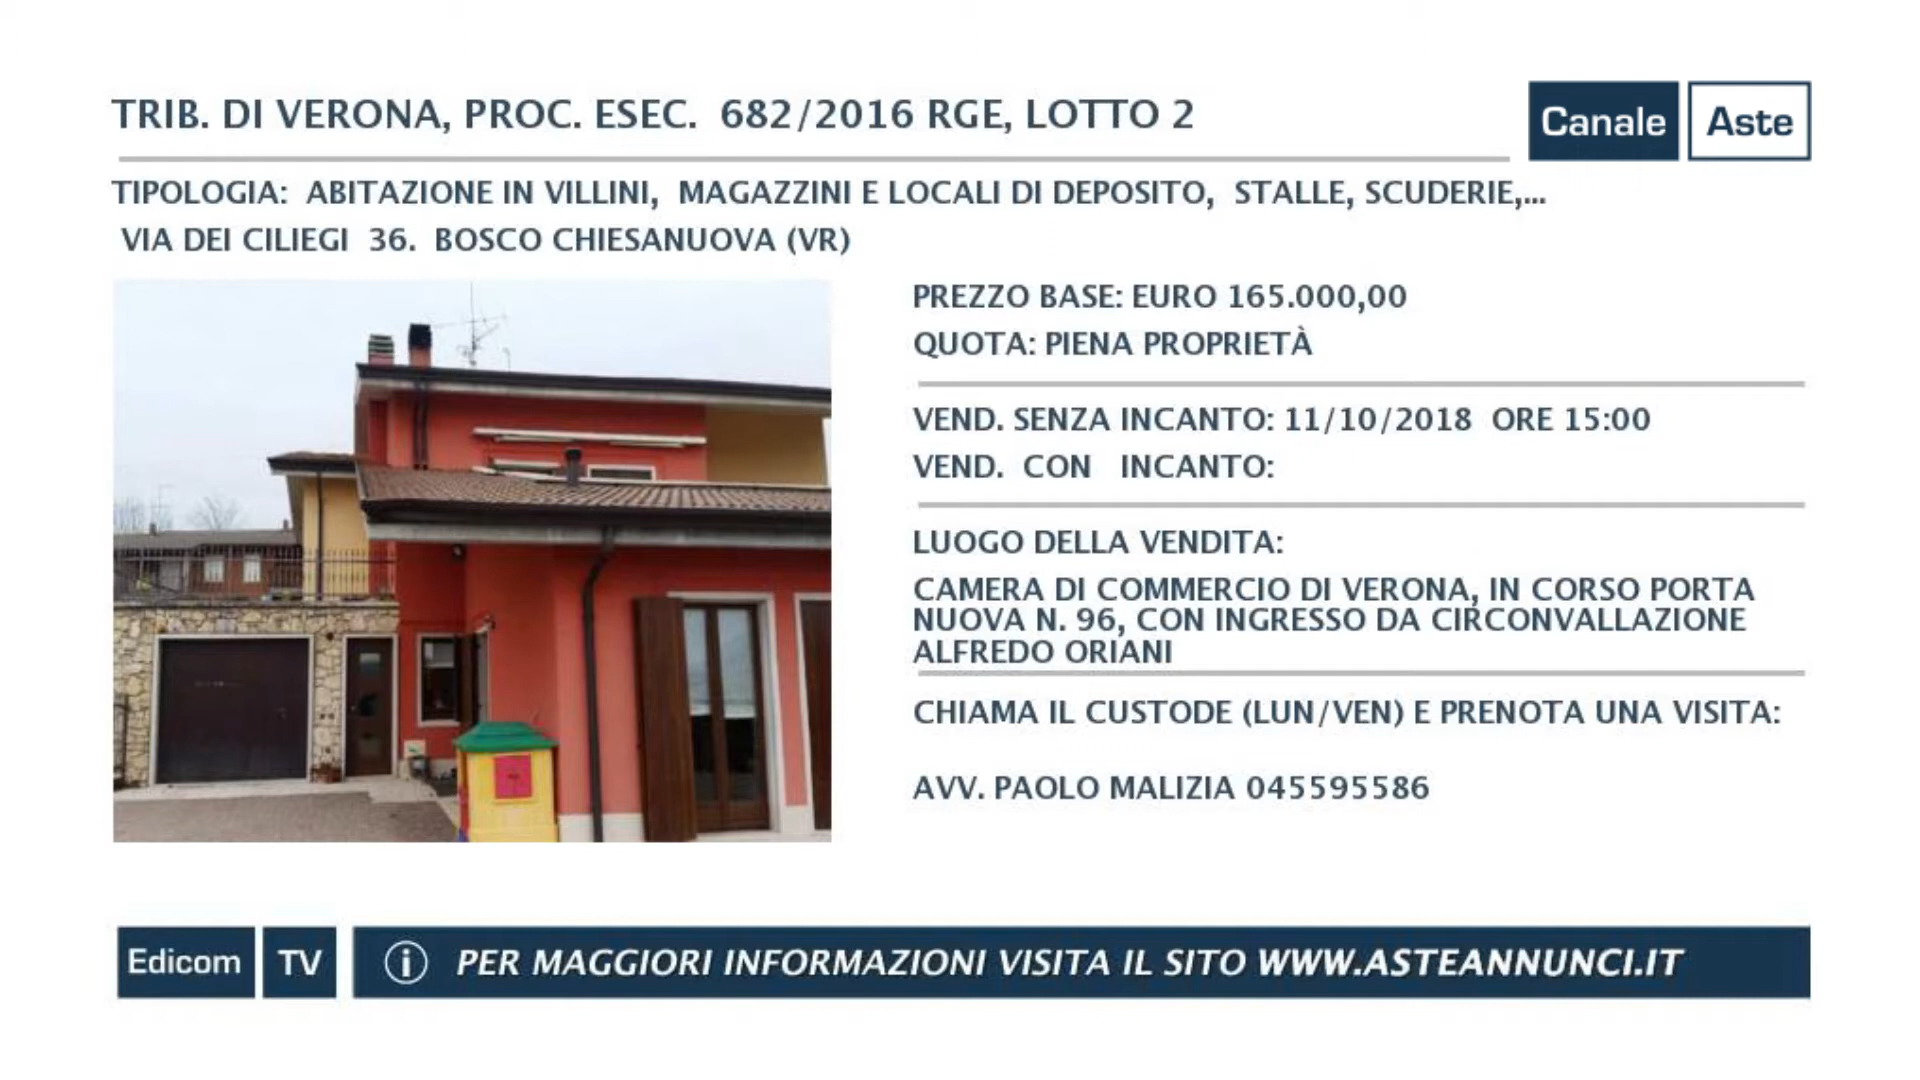 TRIB. DI VERONA, PROC. ESEC. 682/2016 RGE, LOTTO 2
Canale Aste
TIPOLOGIA: ABITAZIONE IN VILLINI, MAGAZZINI E LOCALI DI DEPOSITO, STALLE, SCUDERIE,...
VIA DEI CILIEGI 36. BOSCO CHIESANUOVA (VR)
PREZZO BASE: EURO 165.000,00
QUOTA: PIENA PROPRIETÀ
VEND. SENZA INCANTO: 11/10/2018 ORE 15:00
VEND. CON INCANTO:
LUOGO DELLA VENDITA:
CAMERA DI COMMERCIO DI VERONA, IN CORSO PORTA
NUOVA N. 96, CON INGRESSO DA CIRCONVALLAZIONE
ALFREDO ORIANI
CHIAMA IL CUSTODE (LUN/VEN) E PRENOTA UNA VISITA:
AVV. PAOLO MALIZIA 045595586
Edicom TV
PER MAGGIORI INFORMAZIONI VISITA IL SITO WWW.ASTEANNUNCI.IT